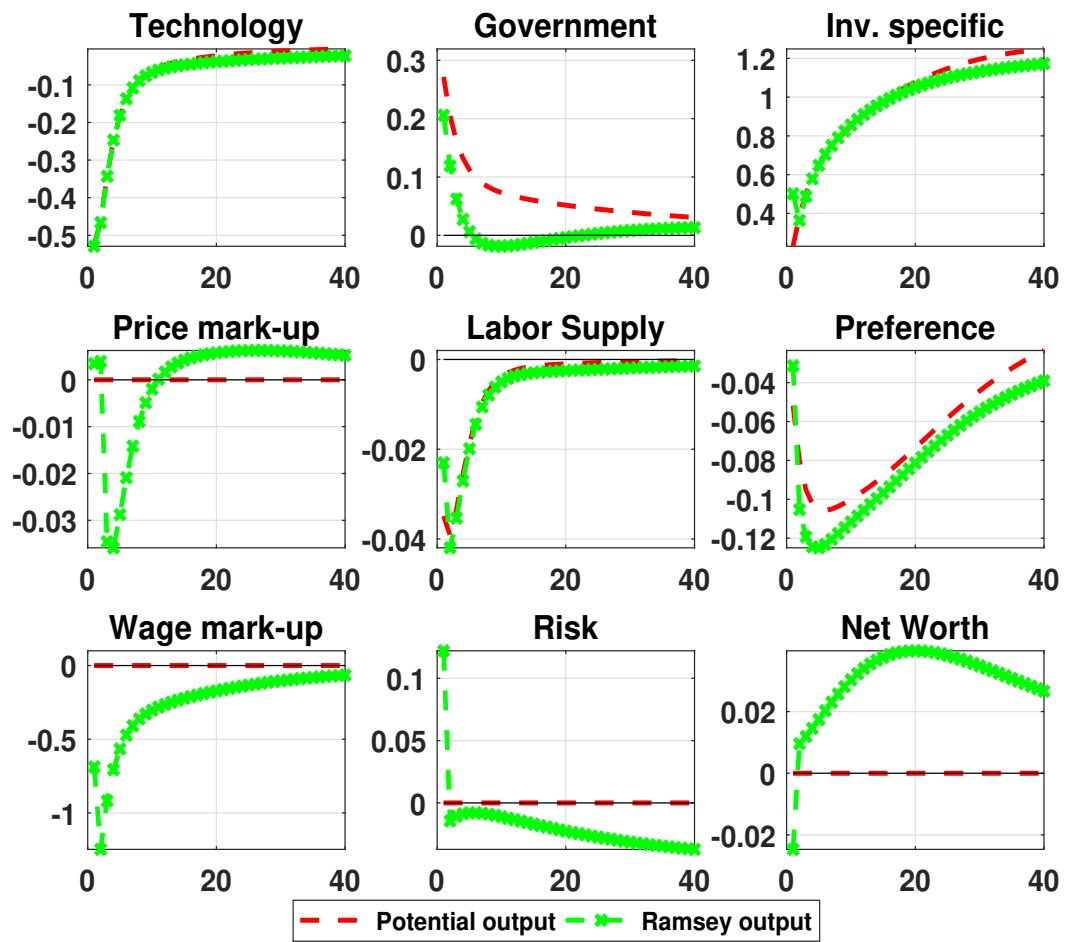 Technology Government Inv. specific
-0.1
-0.2
-0.3
-0.4
-0.5
0 20 40
0.3
0.2
0.1
0
0 20 40
1.2
1
0.8
0.6
0.4
0 20 40
Price mark-up Labor Supply Preference
0
-0.01
-0.02
-0.03
0 20 40
0
-0.02
-0.04
0 20 40
-0.04
-0.06
-0.08
-0.1
-0.12
0 20 40
Wage mark-up Risk Net Worth
0
-0.5
-1
0 20 40
0.1
0.05
0
0 20 40
0.02
0
-0.02
0 20 40
Potential output Ramsey output